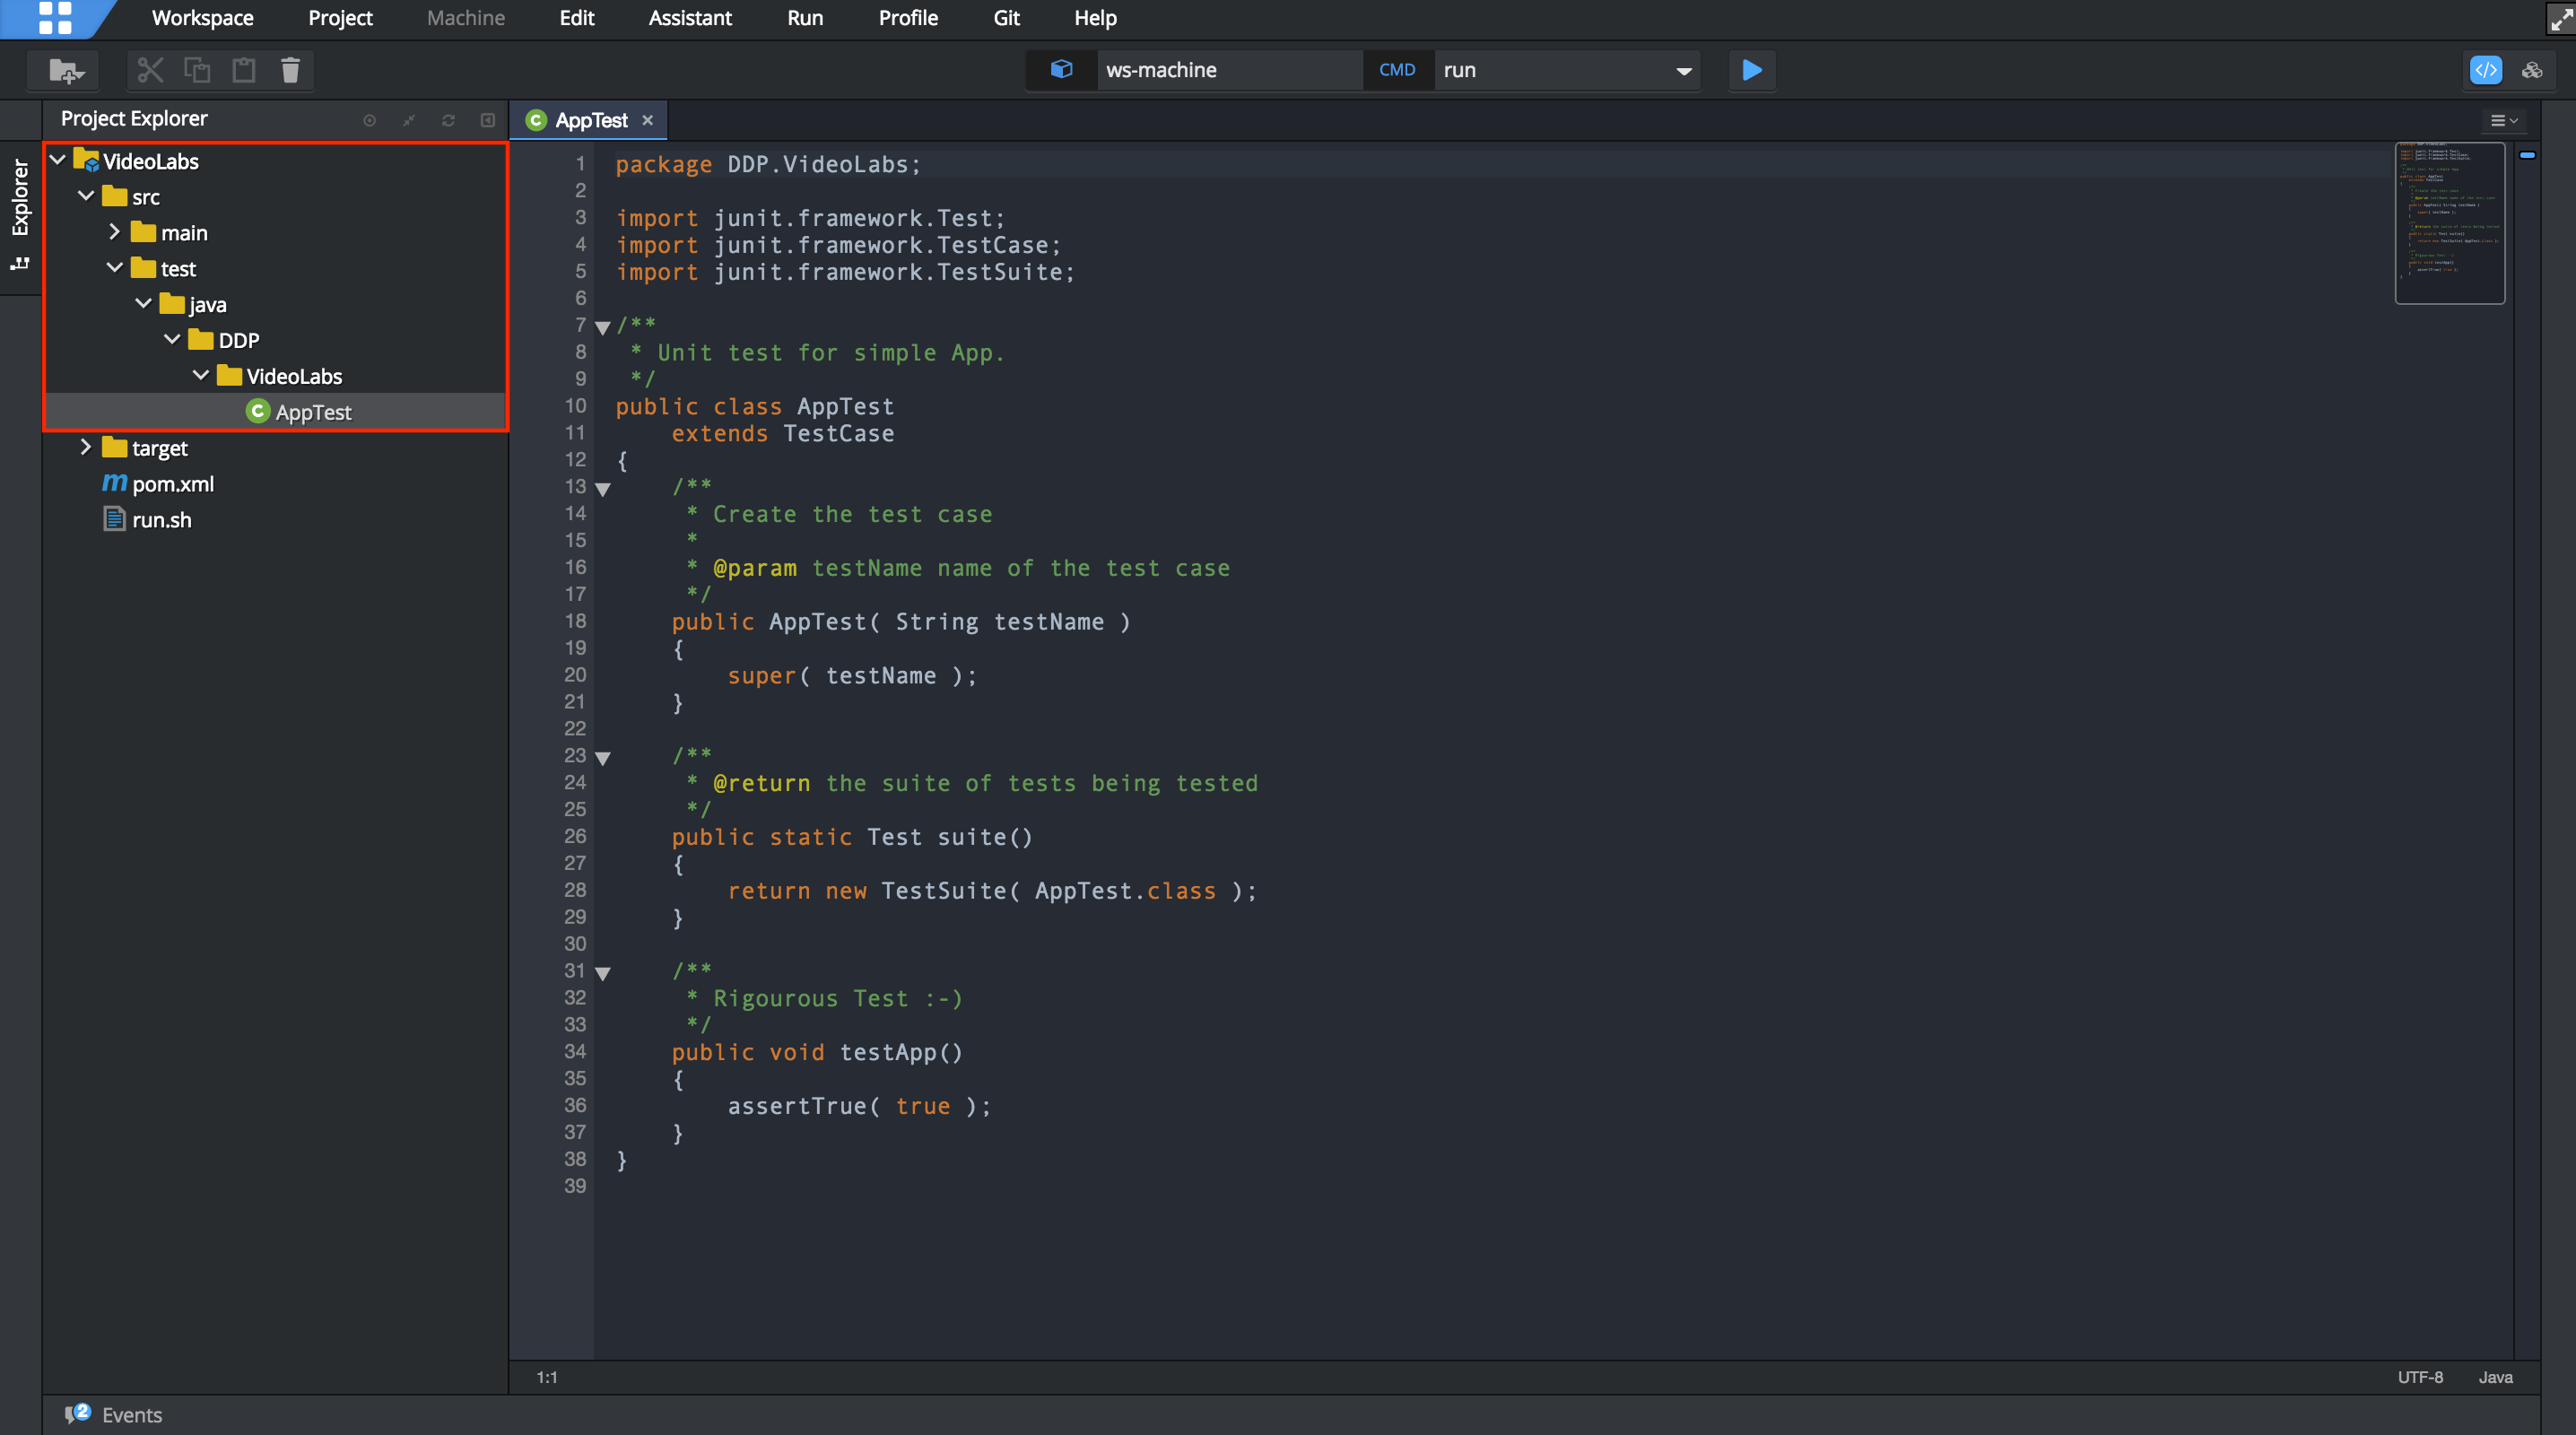 Workspace Project Machine Edit Assistant Run Profile Git Help
ws-machine CMD run
Explorer
Project Explorer
VideoLabs
src
main
test
java
DDP
VideoLabs
AppTest
target
pom.xml
run.sh
AppTest
1 package DDP.VideoLabs;
2
3 import junit.framework.Test;
4 import junit.framework.TestCase;
5 import junit.framework.TestSuite;
6
7 /**
8 * Unit test for simple App.
9 */
10 public class AppTest
11 extends TestCase
12 {
13 /**
14 * Create the test case
15 *
16 * @param testName name of the test case
17 */
18 public AppTest( String testName )
19 {
20 super( testName );
21 }
22
23 /**
24 * @return the suite of tests being tested
25 */
26 public static Test suite()
27 {
28 return new TestSuite( AppTest.class );
29 }
30
31 /**
32 * Rigourous Test :-)
33 */
34 public void testApp()
35 {
36 assertTrue( true );
37 }
38 }
39
1:1 UTF-8 Java
2 Events